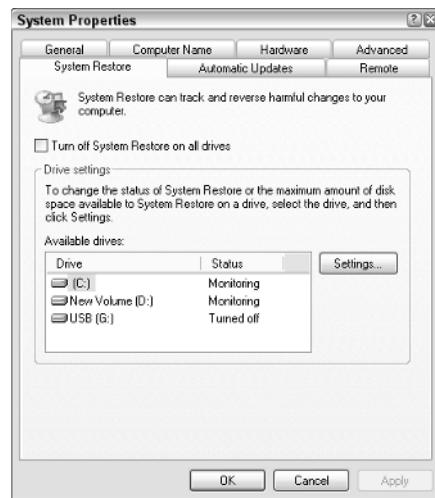 System Properties
General Computer Name Hardware Advanced
System Restore Automatic Updates Remote
System Restore can track and reverse harmful changes to your
computer.
Turn off System Restore on all drives
Drive settings
To change the status of System Restore or the maximum amount of disk
space available to System Restore on a drive, select the drive, and then
click Settings.
Available drives:
Drive Status
(C:) Monitoring
New Volume (D:) Monitoring
USB (G:) Turned off
Settings...
OK Cancel Apply